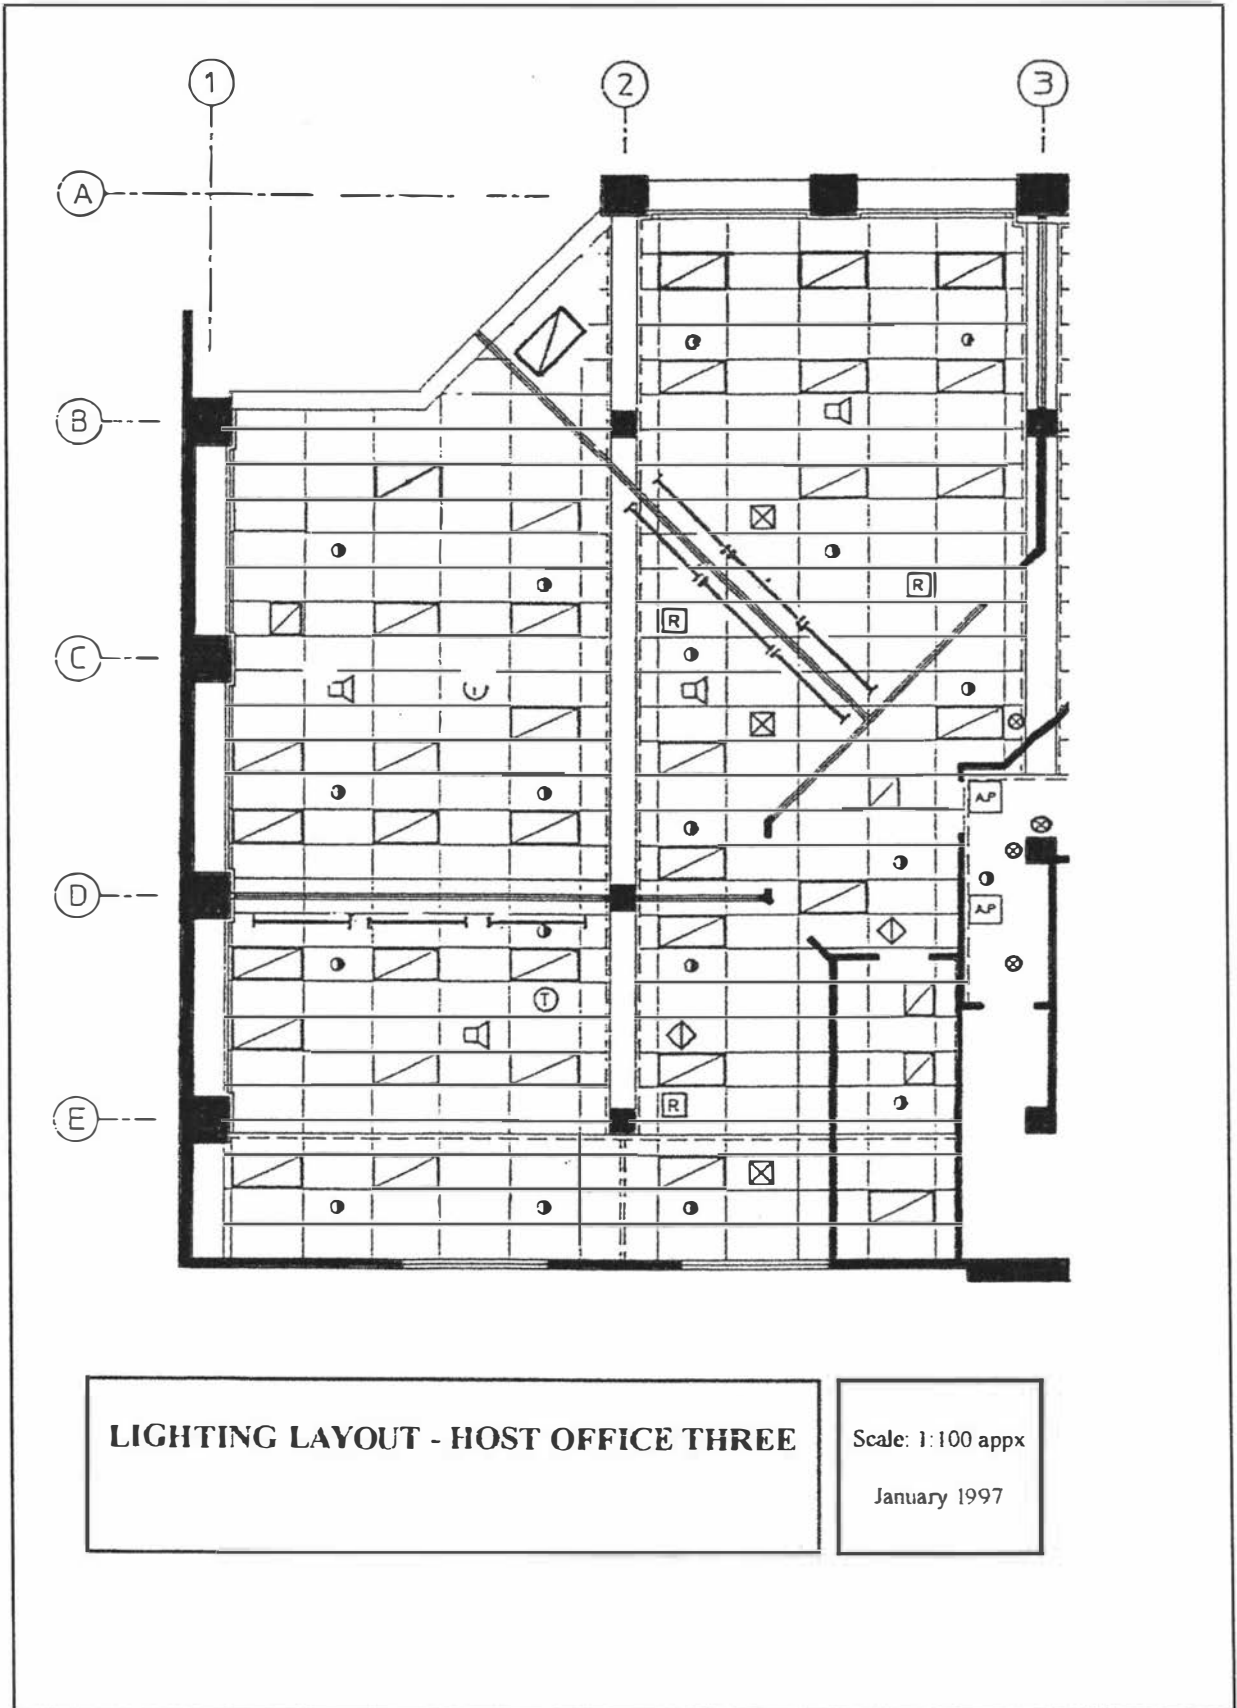 1 2 3
A
B
R
R
C
A.P
D
A.P
T
R
E
LIGHTING LAYOUT - HOST OFFICE THREE
Scale: 1:100 appx
January 1997